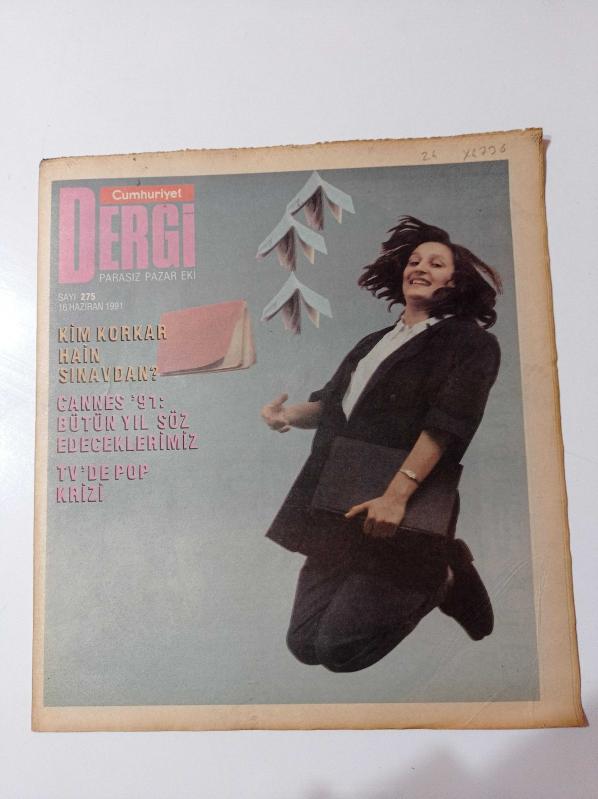 Cumhuriyet
DERGİ
PARASIZ PAZAR EKİ
SAYI 275
16 HAZİRAN 1991
KİM KORKAR
HAİN
SINAVDAN?
CANNES '91:
BÜTÜN YIL SÖZ
EDECEKLERİMİZ
TV'DE POP
KRİZİ